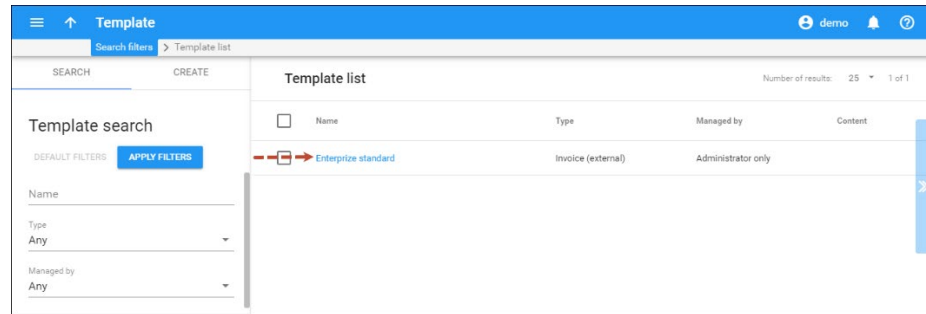 Template
demo
Search filters > Template list
SEARCH CREATE
Template list
Number of results: 25 1 of 1
Template search
Name Type Managed by Content
DEFAULT FILTERS APPLY FILTERS
Enterprize standard Invoice (external) Administrator only
Name
Type
Any
Managed by
Any